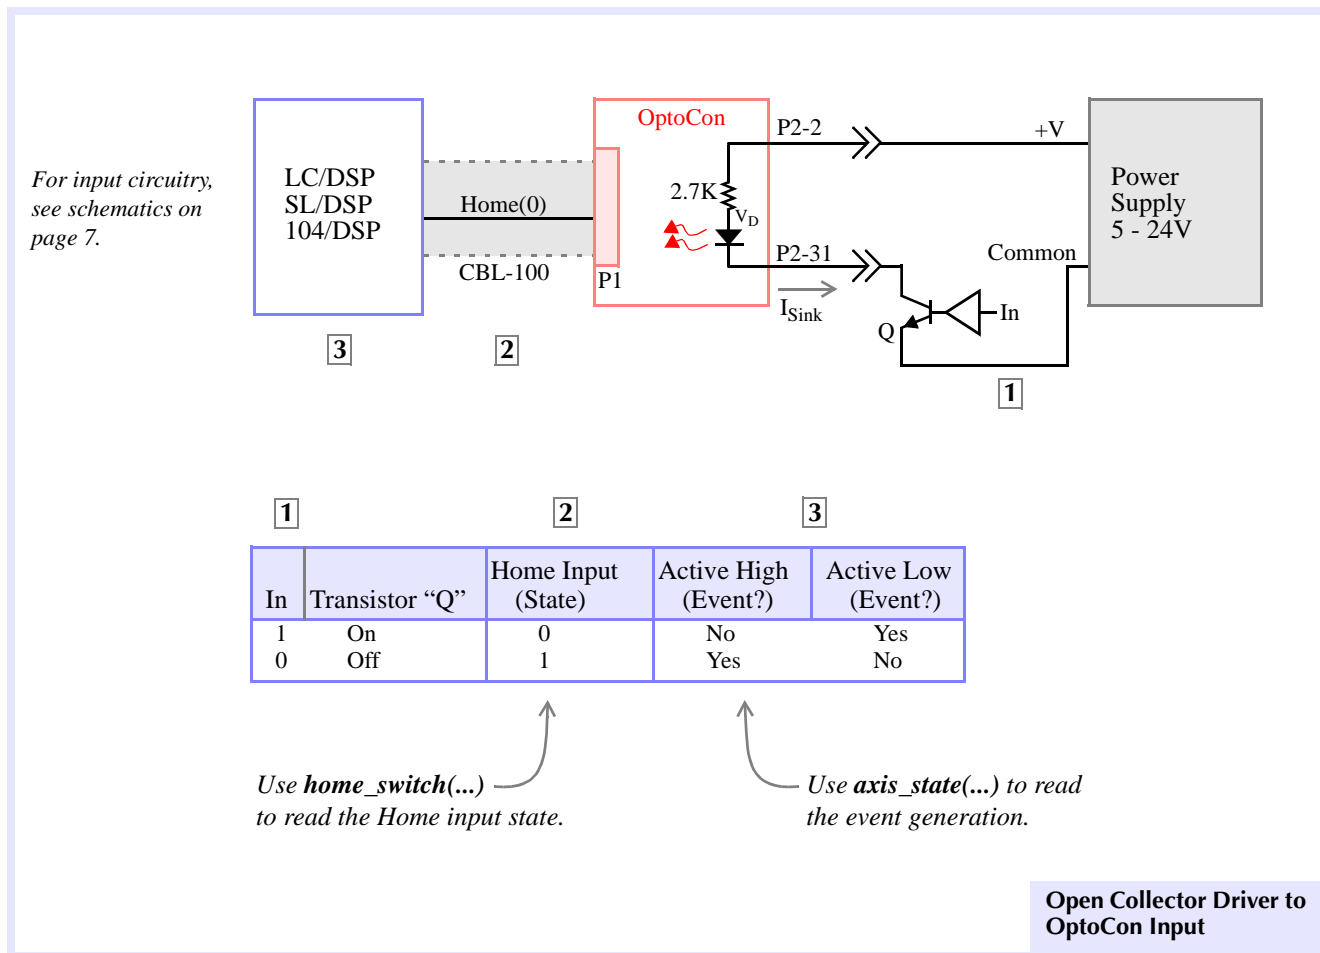 For input circuitry,
see schematics on
page 7.
LC/DSP
SL/DSP
104/DSP
Home(0)
CBL-100
P1
OptoCon
2.7K
V_D
P2-2
P2-31
I_Sink
+V
Common
Q
In
Power
Supply
5 - 24V
3
2
1
1
2
3
In
Transistor “Q”
Home Input
(State)
Active High
(Event?)
Active Low
(Event?)
1 On 0 No Yes
0 Off 1 Yes No
Use home_switch(...)
to read the Home input state.
Use axis_state(...) to read
the event generation.
Open Collector Driver to
OptoCon Input